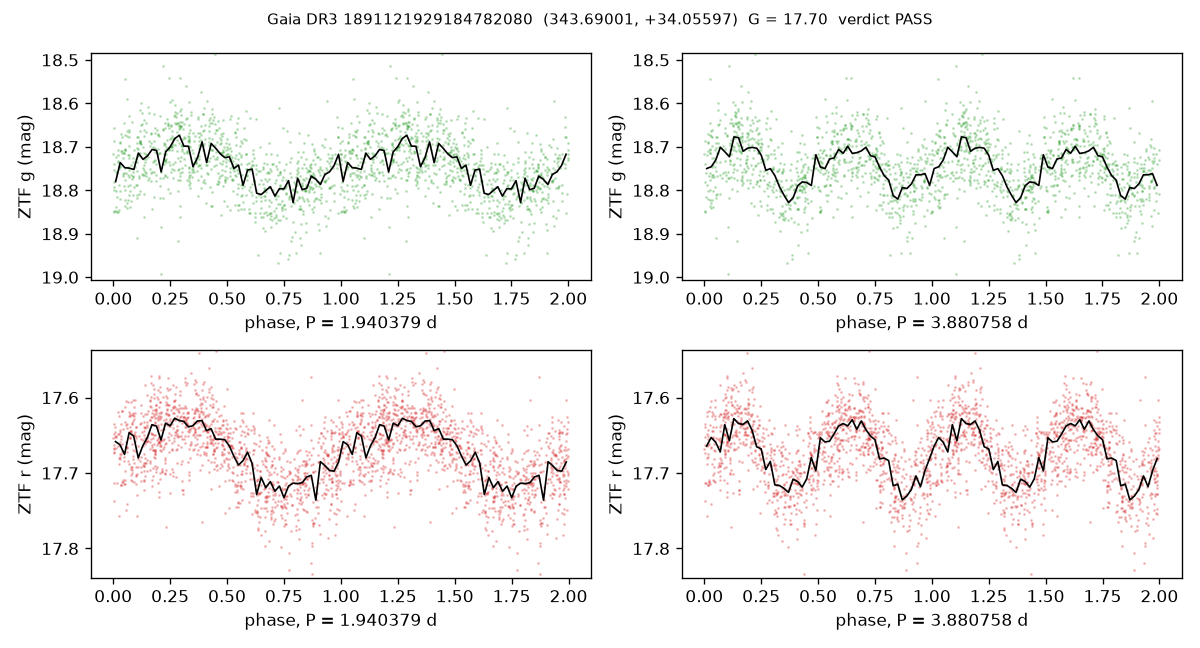 Gaia DR3 1891121929184782080 (343.69001, +34.05597) G = 17.70 verdict PASS
18.5
18.6
18.7
18.8
18.9
19.0
ZTF g (mag)
0.00 0.25 0.50 0.75 1.00 1.25 1.50 1.75 2.00
phase, P = 1.940379 d
18.5
18.6
18.7
18.8
18.9
19.0
ZTF g (mag)
0.00 0.25 0.50 0.75 1.00 1.25 1.50 1.75 2.00
phase, P = 3.880758 d
17.6
17.7
17.8
ZTF r (mag)
0.00 0.25 0.50 0.75 1.00 1.25 1.50 1.75 2.00
phase, P = 1.940379 d
17.6
17.7
17.8
ZTF r (mag)
0.00 0.25 0.50 0.75 1.00 1.25 1.50 1.75 2.00
phase, P = 3.880758 d